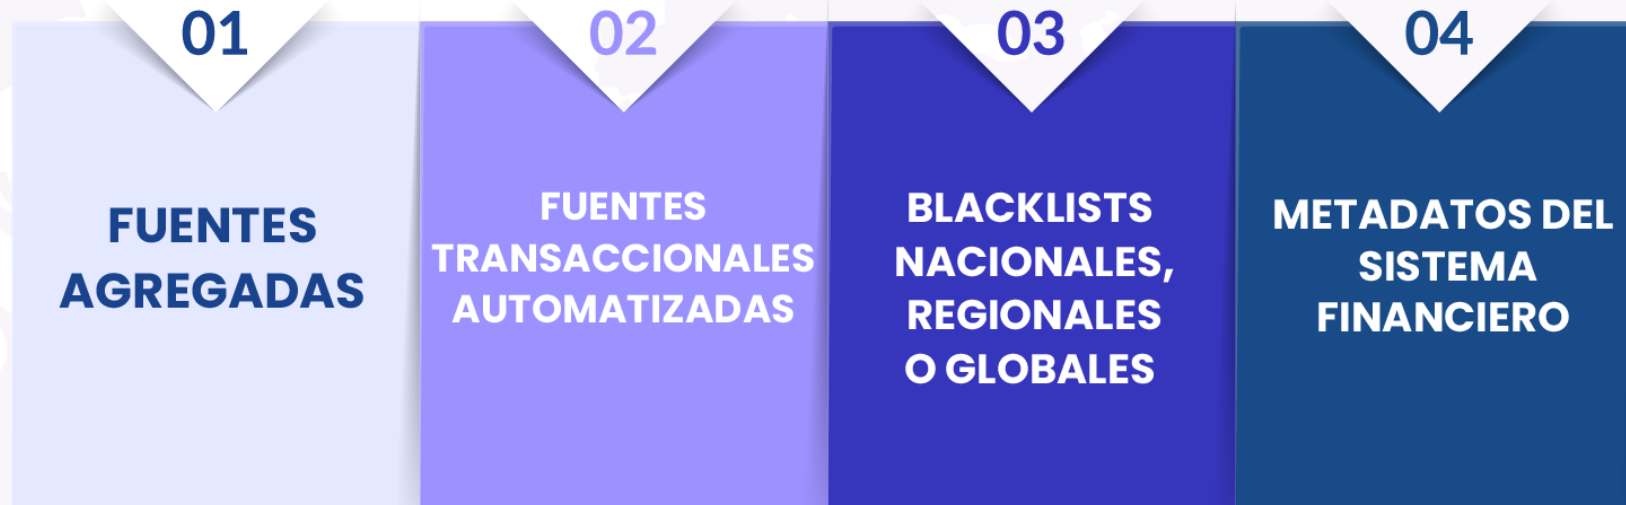 01
FUENTES
AGREGADAS
02
FUENTES
TRANSACCIONALES
AUTOMATIZADAS
03
BLACKLISTS
NACIONALES,
REGIONALES
O GLOBALES
04
METADATOS DEL
SISTEMA
FINANCIERO